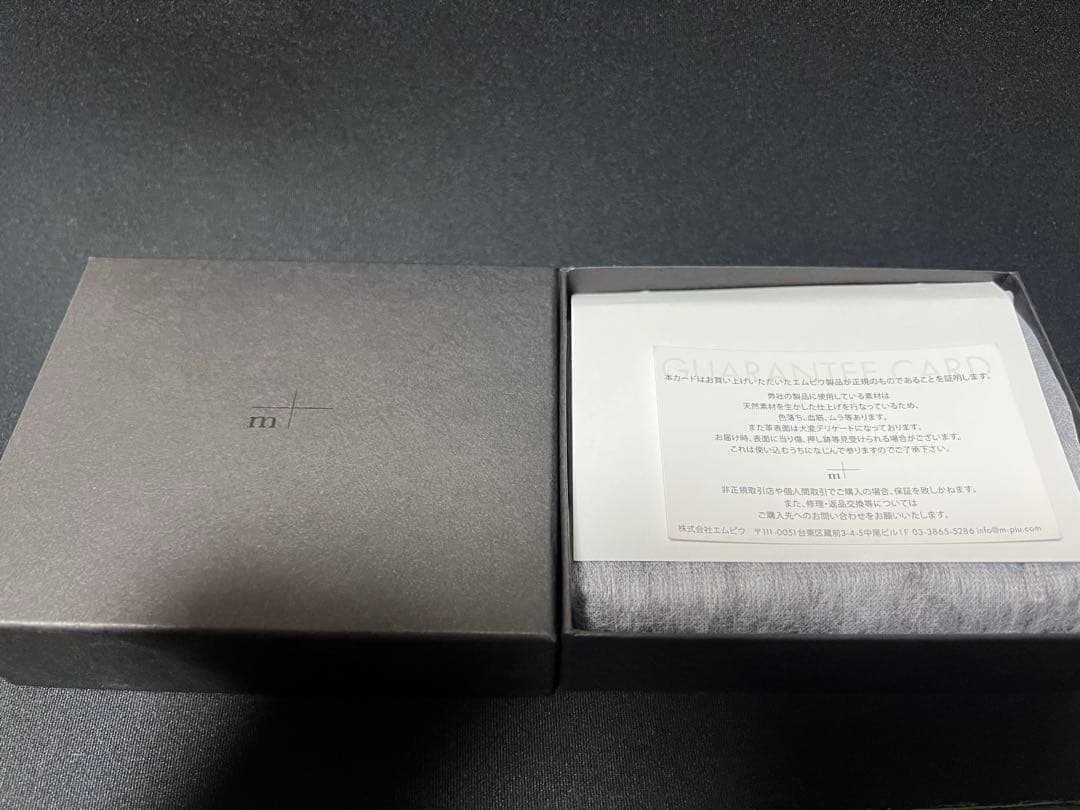 m+
GUARANTEE CARD
本カードはお買い上げいただいたエムピウ製品が正規のものであることを証明します。
弊社の製品に使用している素材は
天然素材を生かした仕上げを行なっているため、
色落ち、血筋、ムラ等あります。
また革表面は大変デリケートになっております。
お届け時、表面に当り傷、押し跡等見受けられる場合がございます。
これは使い込むうちになじんで参りますのでご了承下さい。
m+
非正規取引店や個人間取引でご購入の場合、保証を致しかねます。
また、修理・返品交換等については
ご購入先へのお問い合わせをお願いいたします。
株式会社エムピウ 〒111-0051台東区蔵前3-4-5中尾ビル1F 03-3865-5286 info@m-piu.com